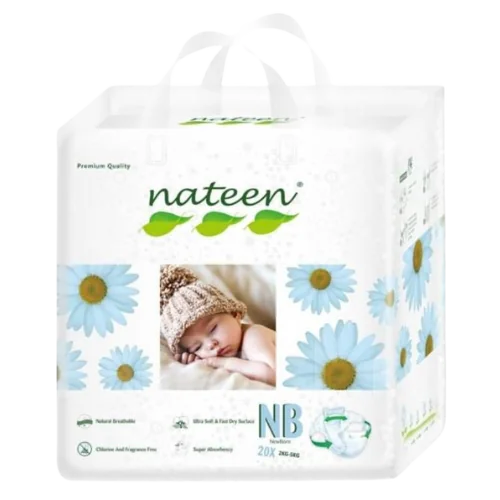 Premium Quality
nateen®
Natural Breathable
Ultra Soft & Fast Dry Surface
Chlorine And Fragrance Free
Super Absorbency
NB
Newborn
20X 2KG-5KG